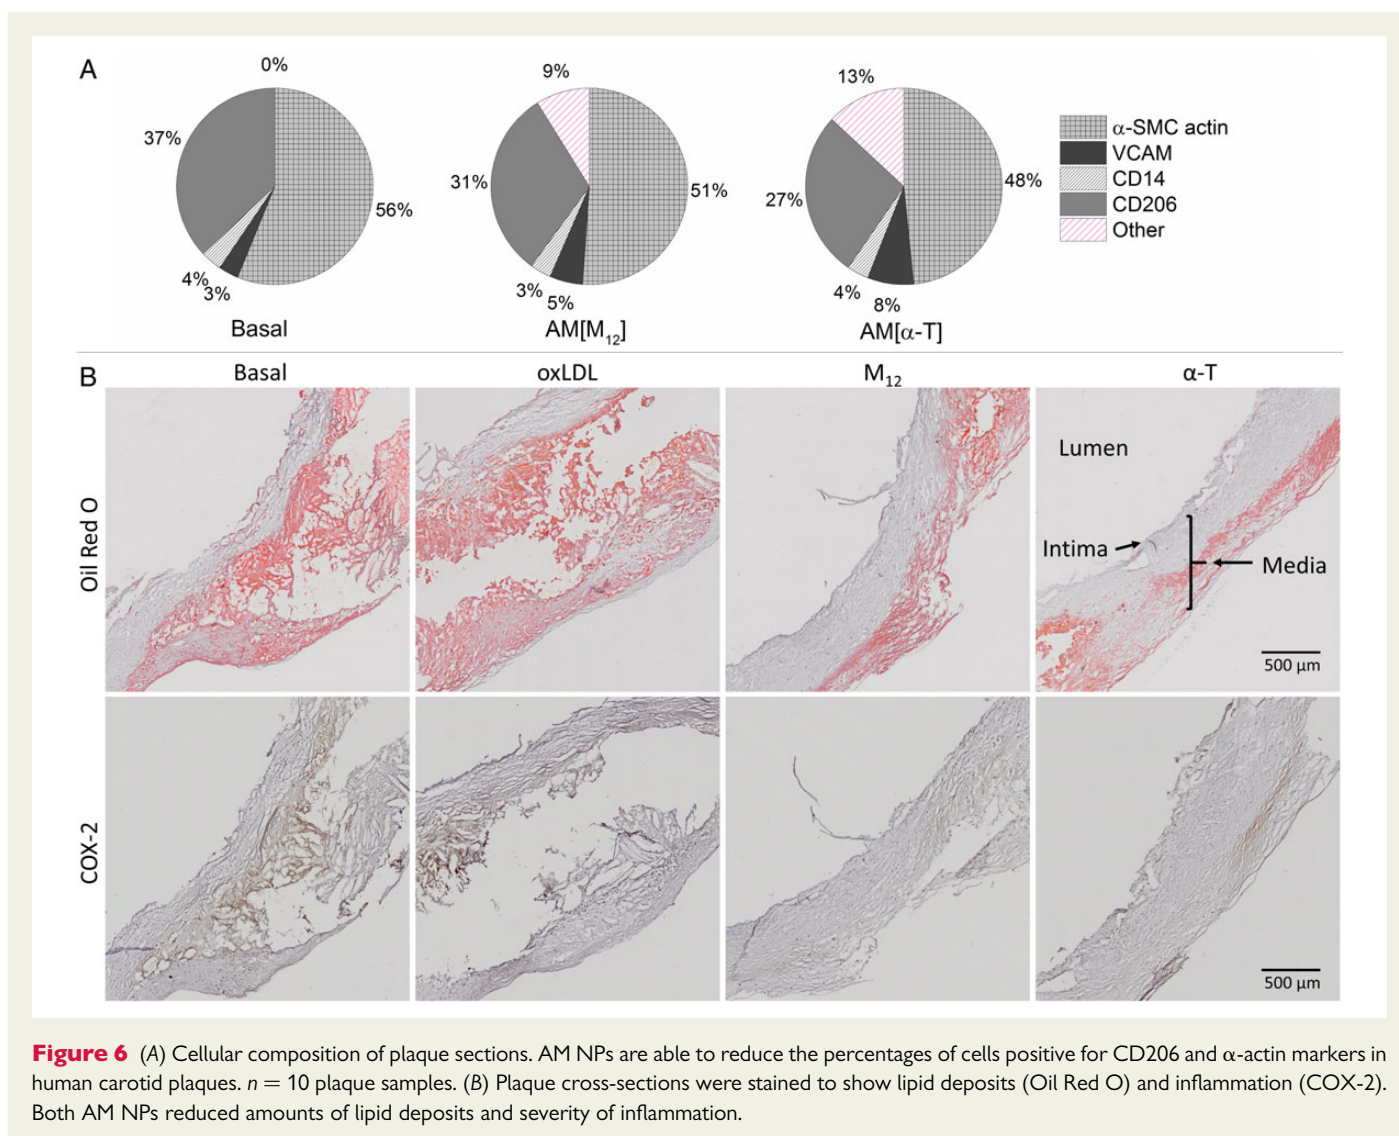 A
0%
37%
56%
4%
3%
Basal
9%
31%
51%
3%
5%
AM[M₁₂]
13%
27%
48%
4%
8%
AM[α-T]
α-SMC actin
VCAM
CD14
CD206
Other
B
Basal
oxLDL
M₁₂
α-T
Oil Red O
Lumen
Intima
Media
500 μm
COX-2
500 μm
Figure 6 (A) Cellular composition of plaque sections. AM NPs are able to reduce the percentages of cells positive for CD206 and α-actin markers in
human carotid plaques. n = 10 plaque samples. (B) Plaque cross-sections were stained to show lipid deposits (Oil Red O) and inflammation (COX-2).
Both AM NPs reduced amounts of lipid deposits and severity of inflammation.